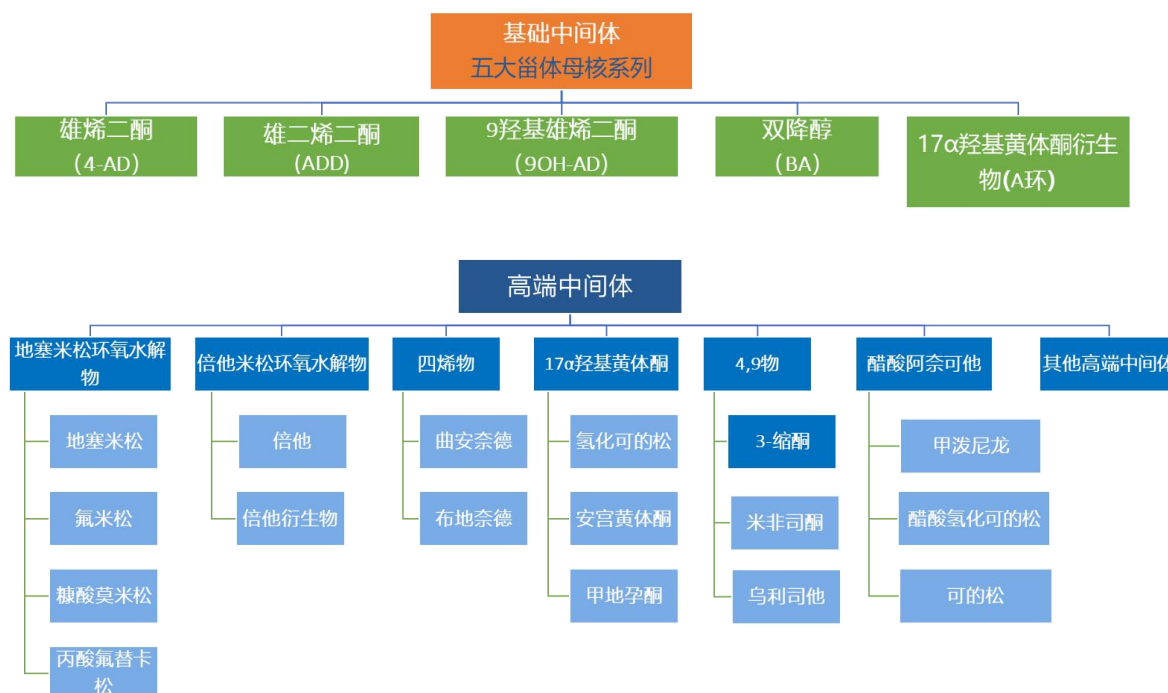 基础中间体
五大甾体母核系列
雄烯二酮
（4-AD）
雄二烯二酮
(ADD)
9羟基雄烯二酮
（9OH-AD）
双降醇
（BA）
17α羟基黄体酮衍生
物(A环)
高端中间体
地塞米松环氧水解
物
倍他米松环氧水解物
四烯物
17α羟基黄体酮
4,9物
醋酸阿奈可他
其他高端中间体
地塞米松
倍他
曲安奈德
氢化可的松
3-缩酮
甲泼尼龙
氟米松
倍他衍生物
布地奈德
安宫黄体酮
米非司酮
醋酸氢化可的松
糠酸莫米松
甲地孕酮
乌利司他
可的松
丙酸氟替卡
松